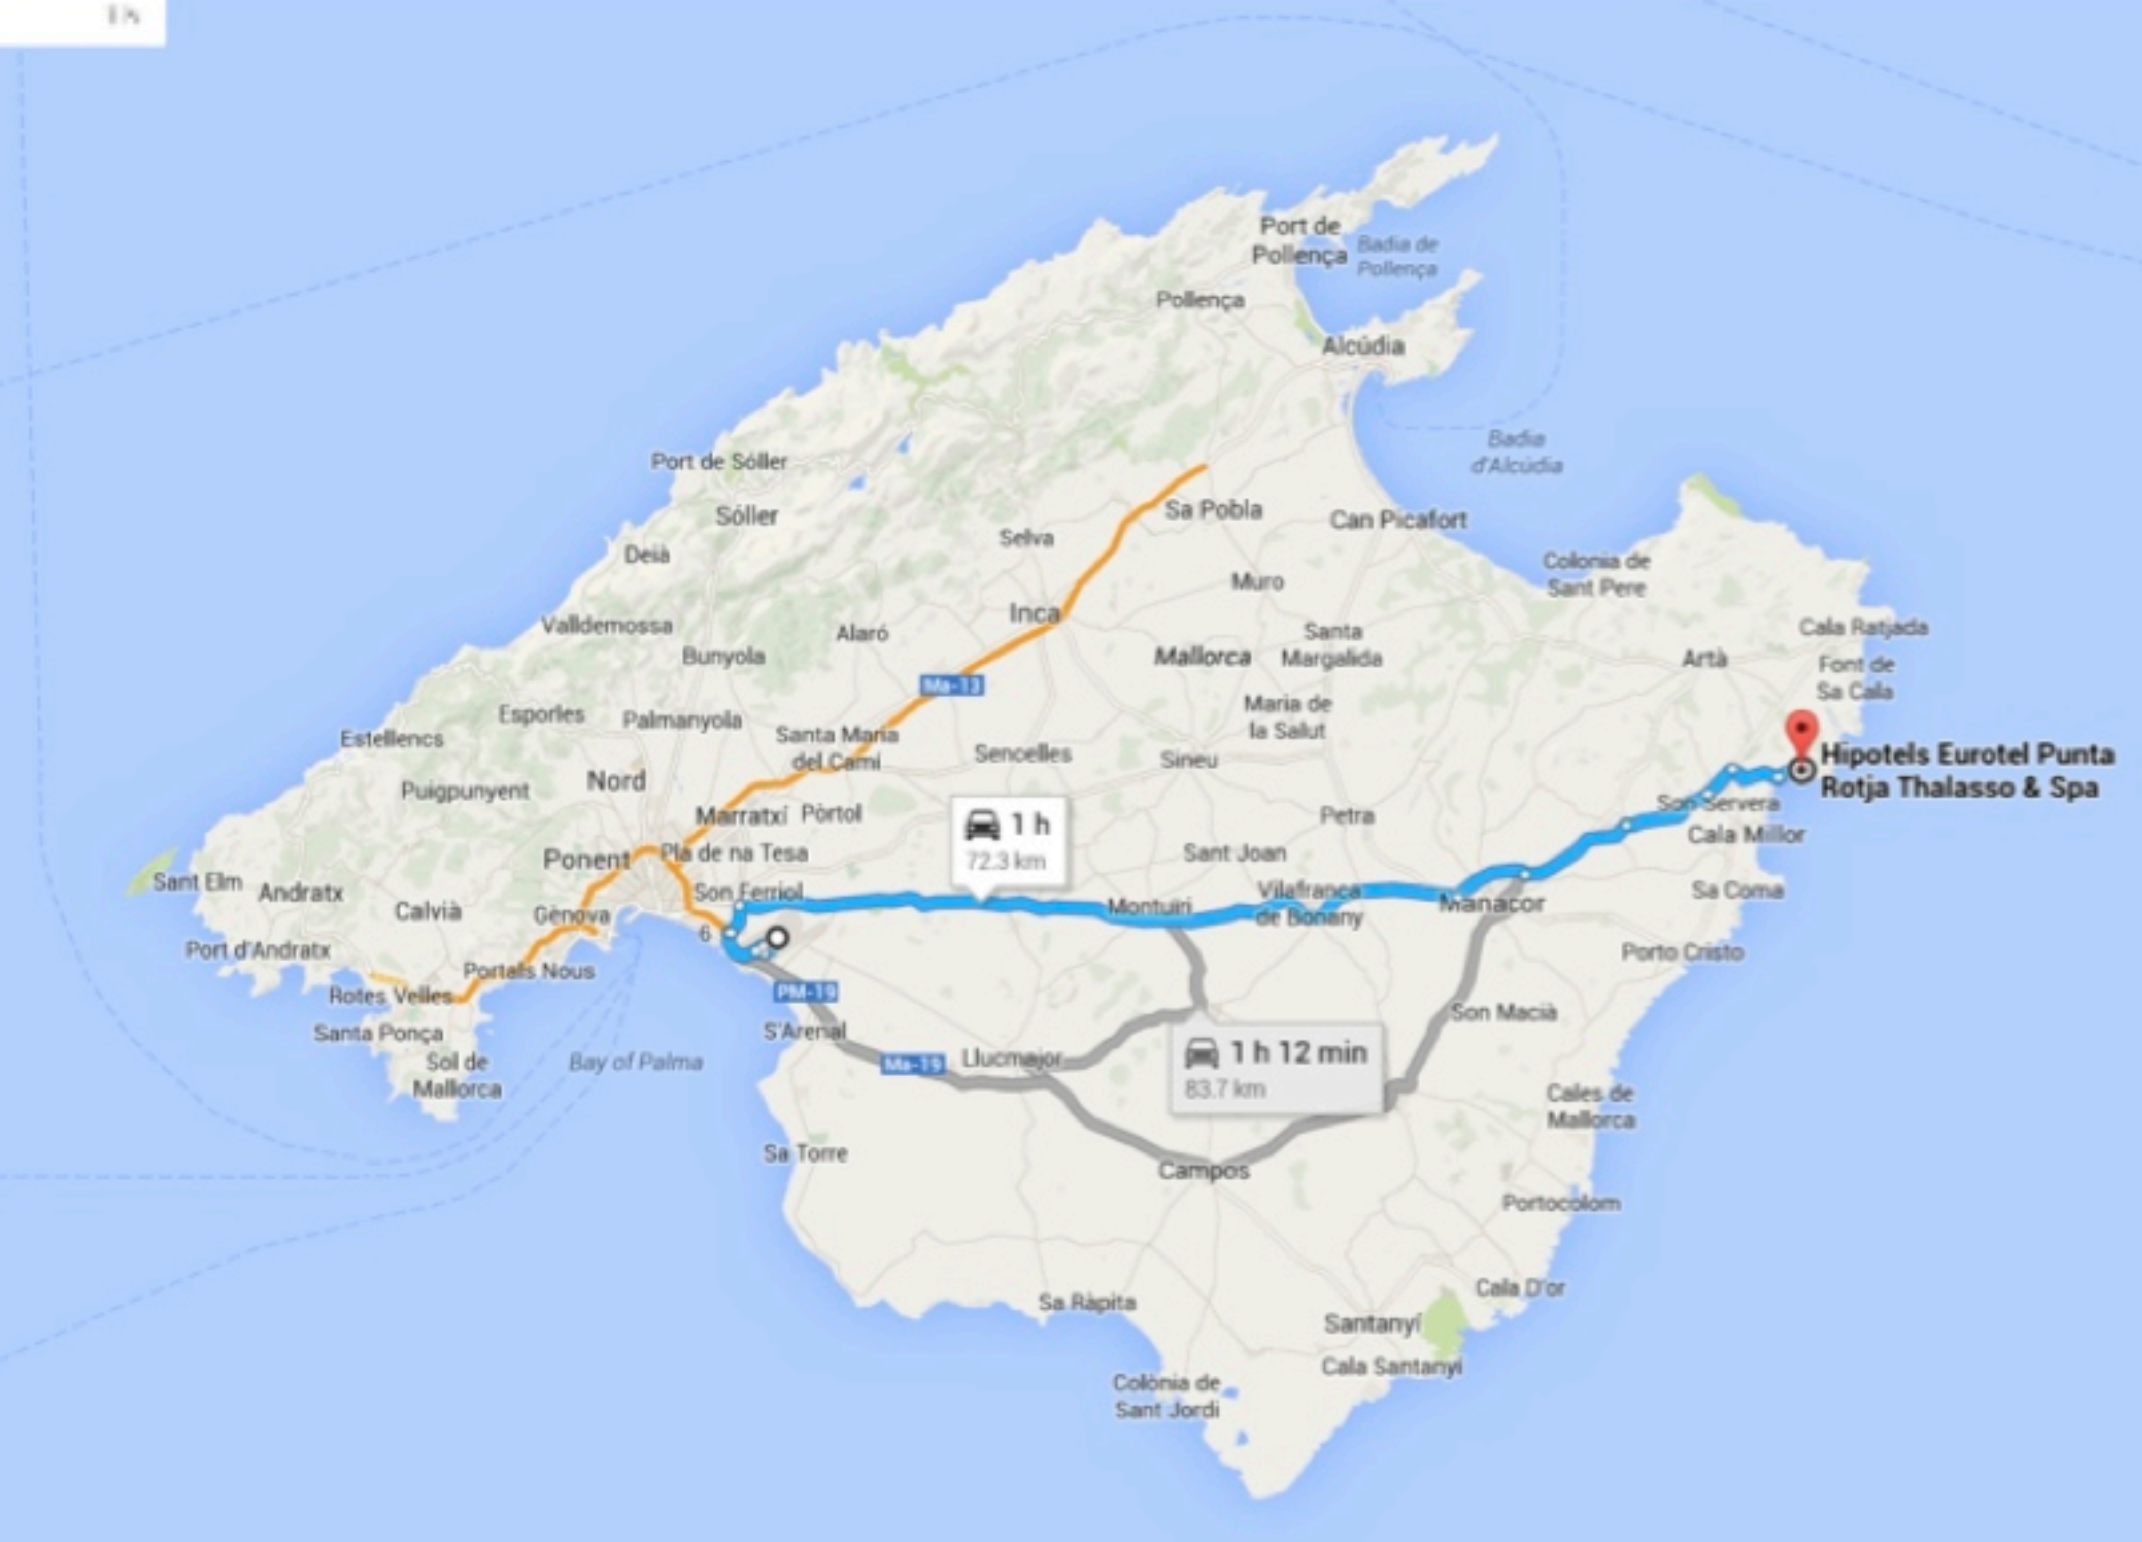 Port de
Pollença
Badia de
Pollença
Pollença
Alcúdia
Badia
d'Alcúdia
Port de Sóller
Sa Pobla
Sóller
Can Picafort
Selva
Deià
Colonia de
Sant Pere
Muro
Inca
Valldemossa
Alaró
Santa
Margalida
Cala Ratjada
Bunyola
Mallorca
Artà
Font de
Sa Cala
Ma-13
Esporles
Palmanyola
Maria de
la Salut
Estellencs
Santa Maria
del Camí
Sencelles
Sineu
Hipotels Eurotel Punta
Rotja Thalasso & Spa
Nord
Puigpunyent
Son Servera
Marratxí
Pòrtol
Petra
1 h
72.3 km
Cala Millor
Ponent
Pla de na Tesa
Sant Joan
Sant Elm
Andratx
Son Ferriol
Vilafranca
de Bonany
Sa Coma
Calvià
Gènova
Montuïri
Manacor
6
Port d'Andratx
Porto Cristo
Portals Nous
Rotes Velles
PM-19
Son Macià
Santa Ponça
S'Arenal
Sol de
Mallorca
Bay of Palma
Ma-19
Llucmajor
1 h 12 min
83.7 km
Cales de
Mallorca
Sa Torre
Campos
Portocolom
Cala D'or
Sa Ràpita
Santanyí
Cala Santanyí
Colònia de
Sant Jordi